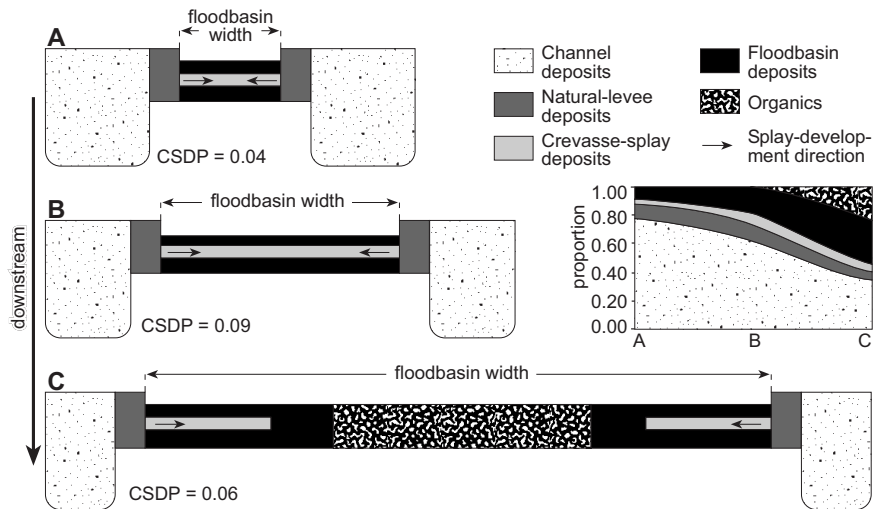 floodbasin
width
A
CSDP = 0.04
Channel
deposits
Natural-levee
deposits
Crevasse-splay
deposits
Floodbasin
deposits
Organics
Splay-develop-
ment direction
B
floodbasin width
CSDP = 0.09
downstream
proportion
1.00
0.80
0.60
0.40
0.20
0.00
A
B
C
C
floodbasin width
CSDP = 0.06